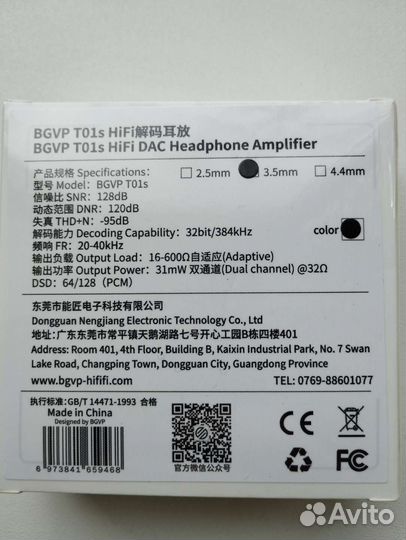 BGVP T01s HiFi解码耳放
BGVP T01s HiFi DAC Headphone Amplifier
产品规格 Specifications: 2.5mm 3.5mm 4.4mm
型号 Model: BGVP T01s
信噪比 SNR: 128dB
动态范围 DNR: 120dB
失真 THD+N: -95dB
解码能力 Decoding Capability: 32bit/384kHz
color
频响 FR: 20-40kHz
输出负载 Output Load: 16-600Ω自适应(Adaptive)
输出功率 Output Power: 31mW 双通道(Dual channel) @32Ω
DSD: 64/128 (PCM)
东莞市能匠电子科技有限公司
Dongguan Nengjiang Electronic Technology Co., Ltd
地址: 广东东莞市常平镇天鹅湖路七号开心工园B栋四楼401
Address: Room 401, 4th Floor, Building B, Kaixin Industrial Park, No. 7 Swan
Lake Road, Changping Town, Dongguan City, Guangdong Province
www.bgvp-hififi.com TEL: 0769-88601077
执行标准: GB/T 14471-1993 合格
Made in China
Designed by BGVP
6 973841 659468
官方微信公众号
CE
FC
Avito